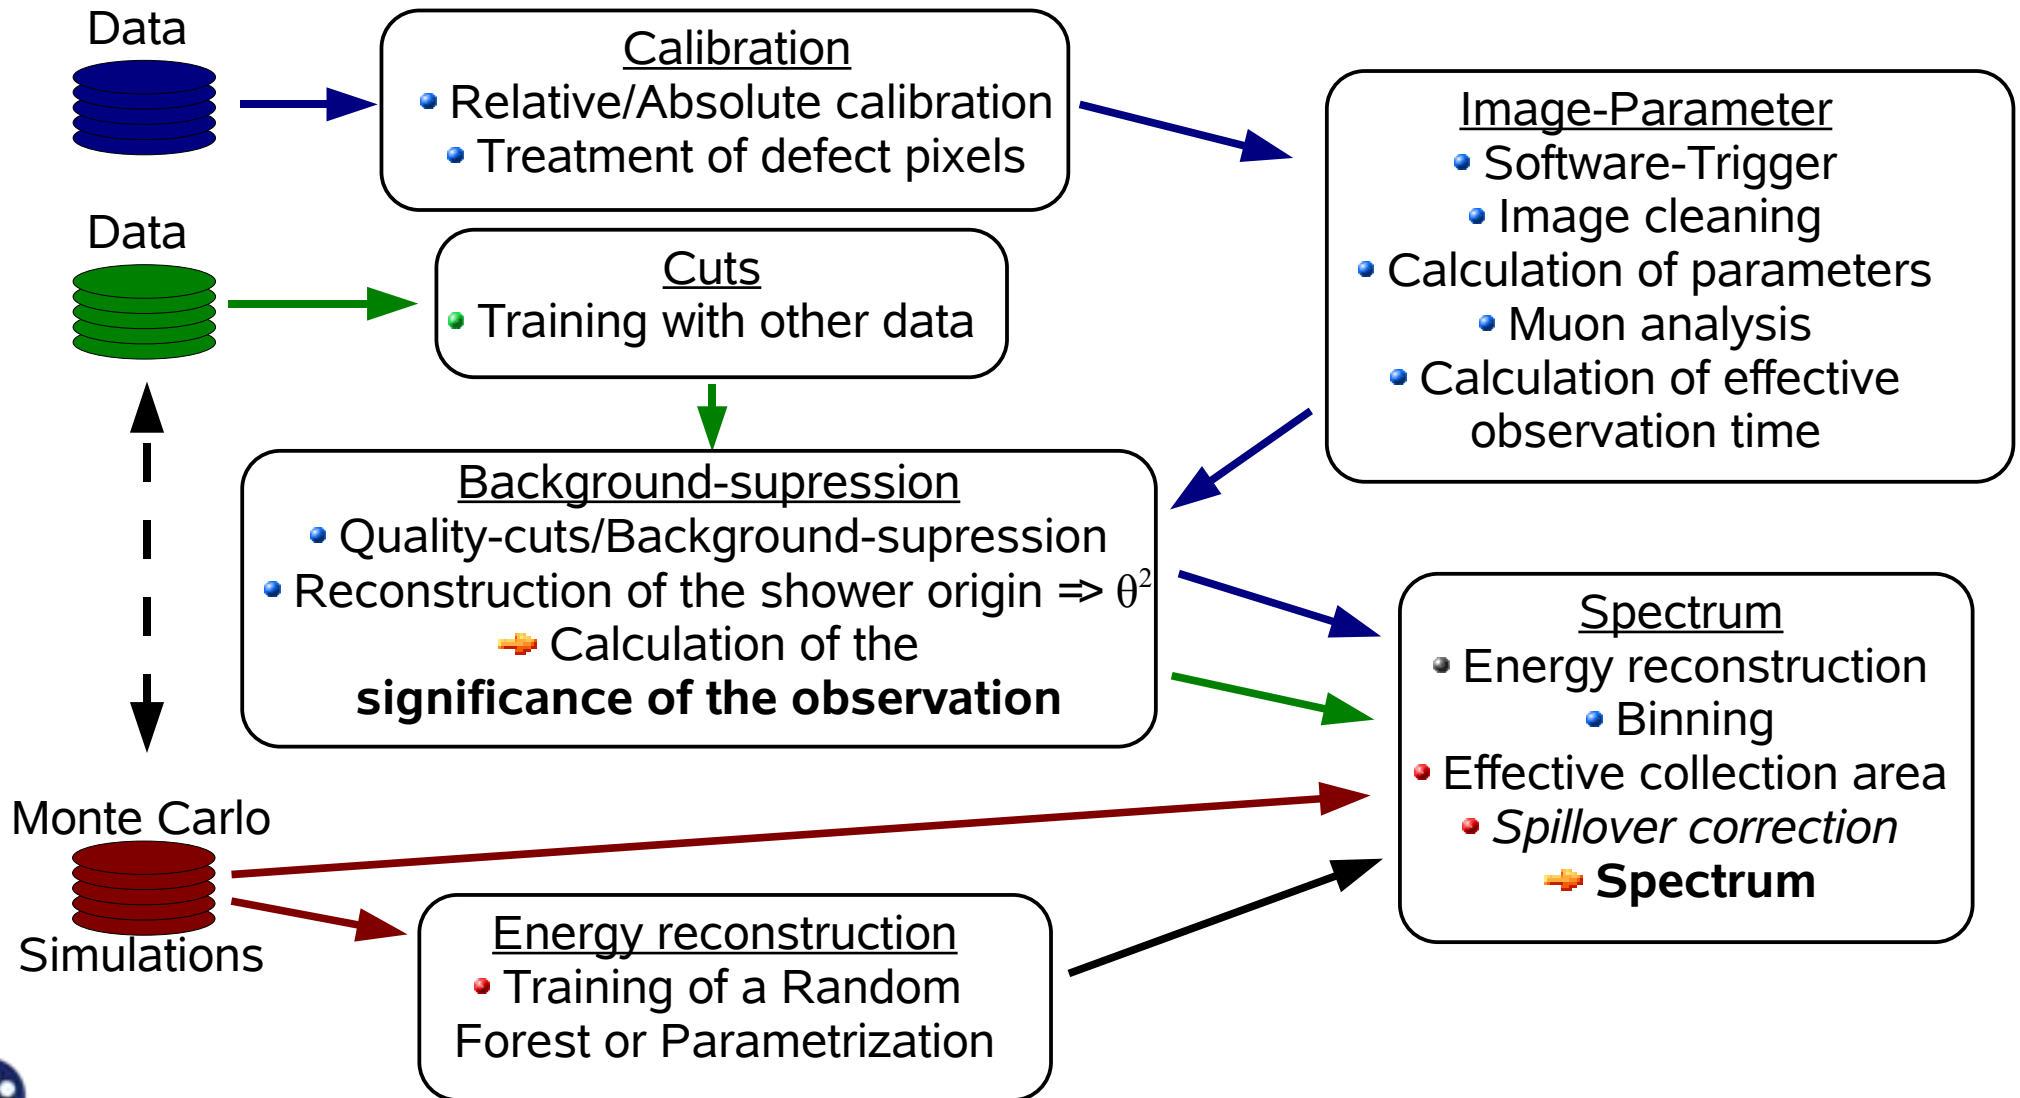 Data
Calibration
Relative/Absolute calibration
Treatment of defect pixels
Image-Parameter
Software-Trigger
Image cleaning
Calculation of parameters
Muon analysis
Calculation of effective
observation time
Data
Cuts
Training with other data
Background-supression
Quality-cuts/Background-supression
Reconstruction of the shower origin => θ²
Calculation of the
significance of the observation
Spectrum
Energy reconstruction
Binning
Effective collection area
Spillover correction
Spectrum
Monte Carlo
Simulations
Energy reconstruction
Training of a Random
Forest or Parametrization